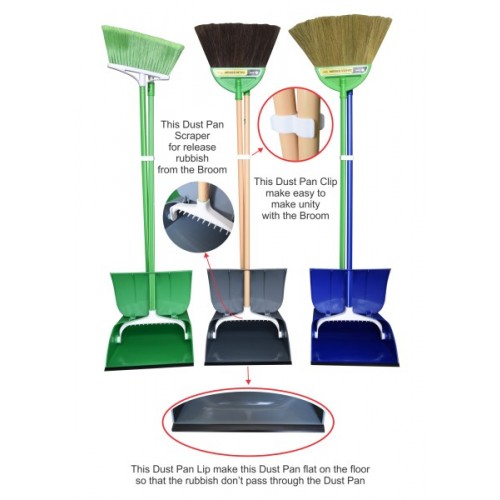 This Dust Pan
Scraper
for release
rubbish
from the Broom
This Dust Pan Clip
make easy to
make unity
with the Broom
This Dust Pan Lip make this Dust Pan flat on the floor
so that the rubbish don't pass through the Dust Pan